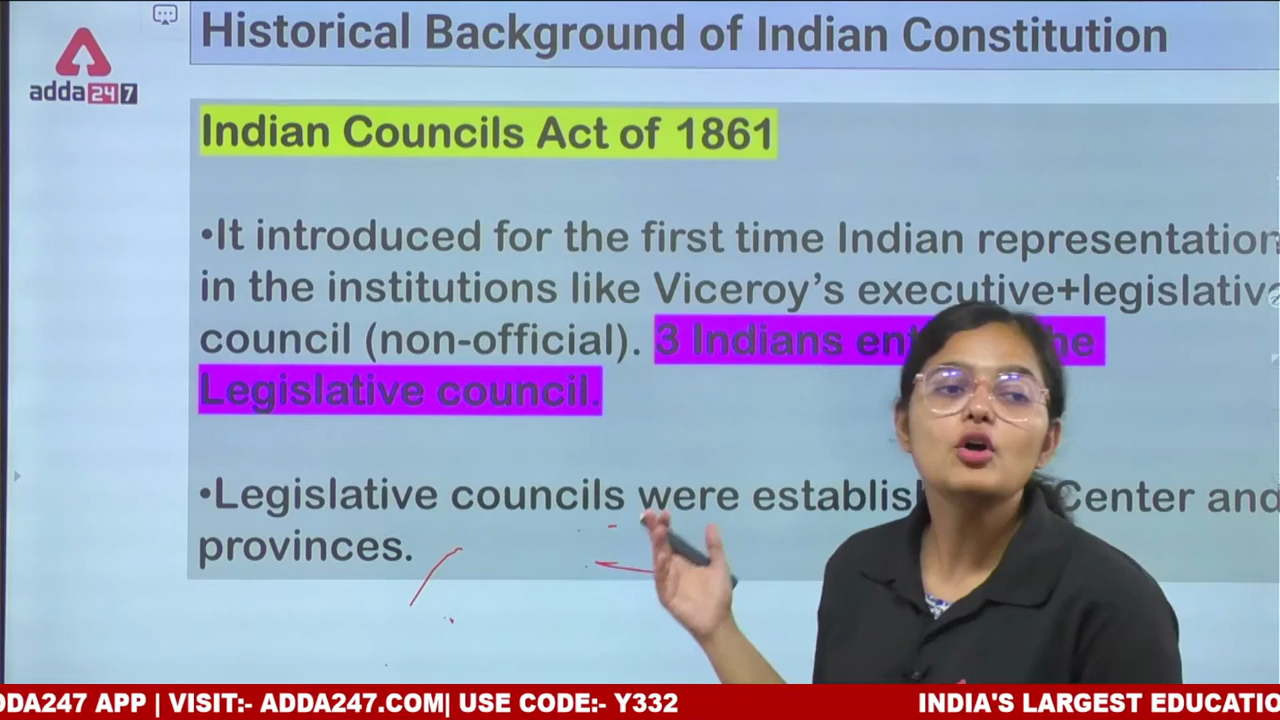 Historical Background of Indian Constitution
adda247
Indian Councils Act of 1861
•It introduced for the first time Indian representation
in the institutions like Viceroy's executive+legislative
council (non-official). 3 Indians ent he
Legislative council.
•Legislative councils were establis Center and
provinces.
DDA247 APP | VISIT:- ADDA247.COM| USE CODE:- Y332 INDIA'S LARGEST EDUCATIO